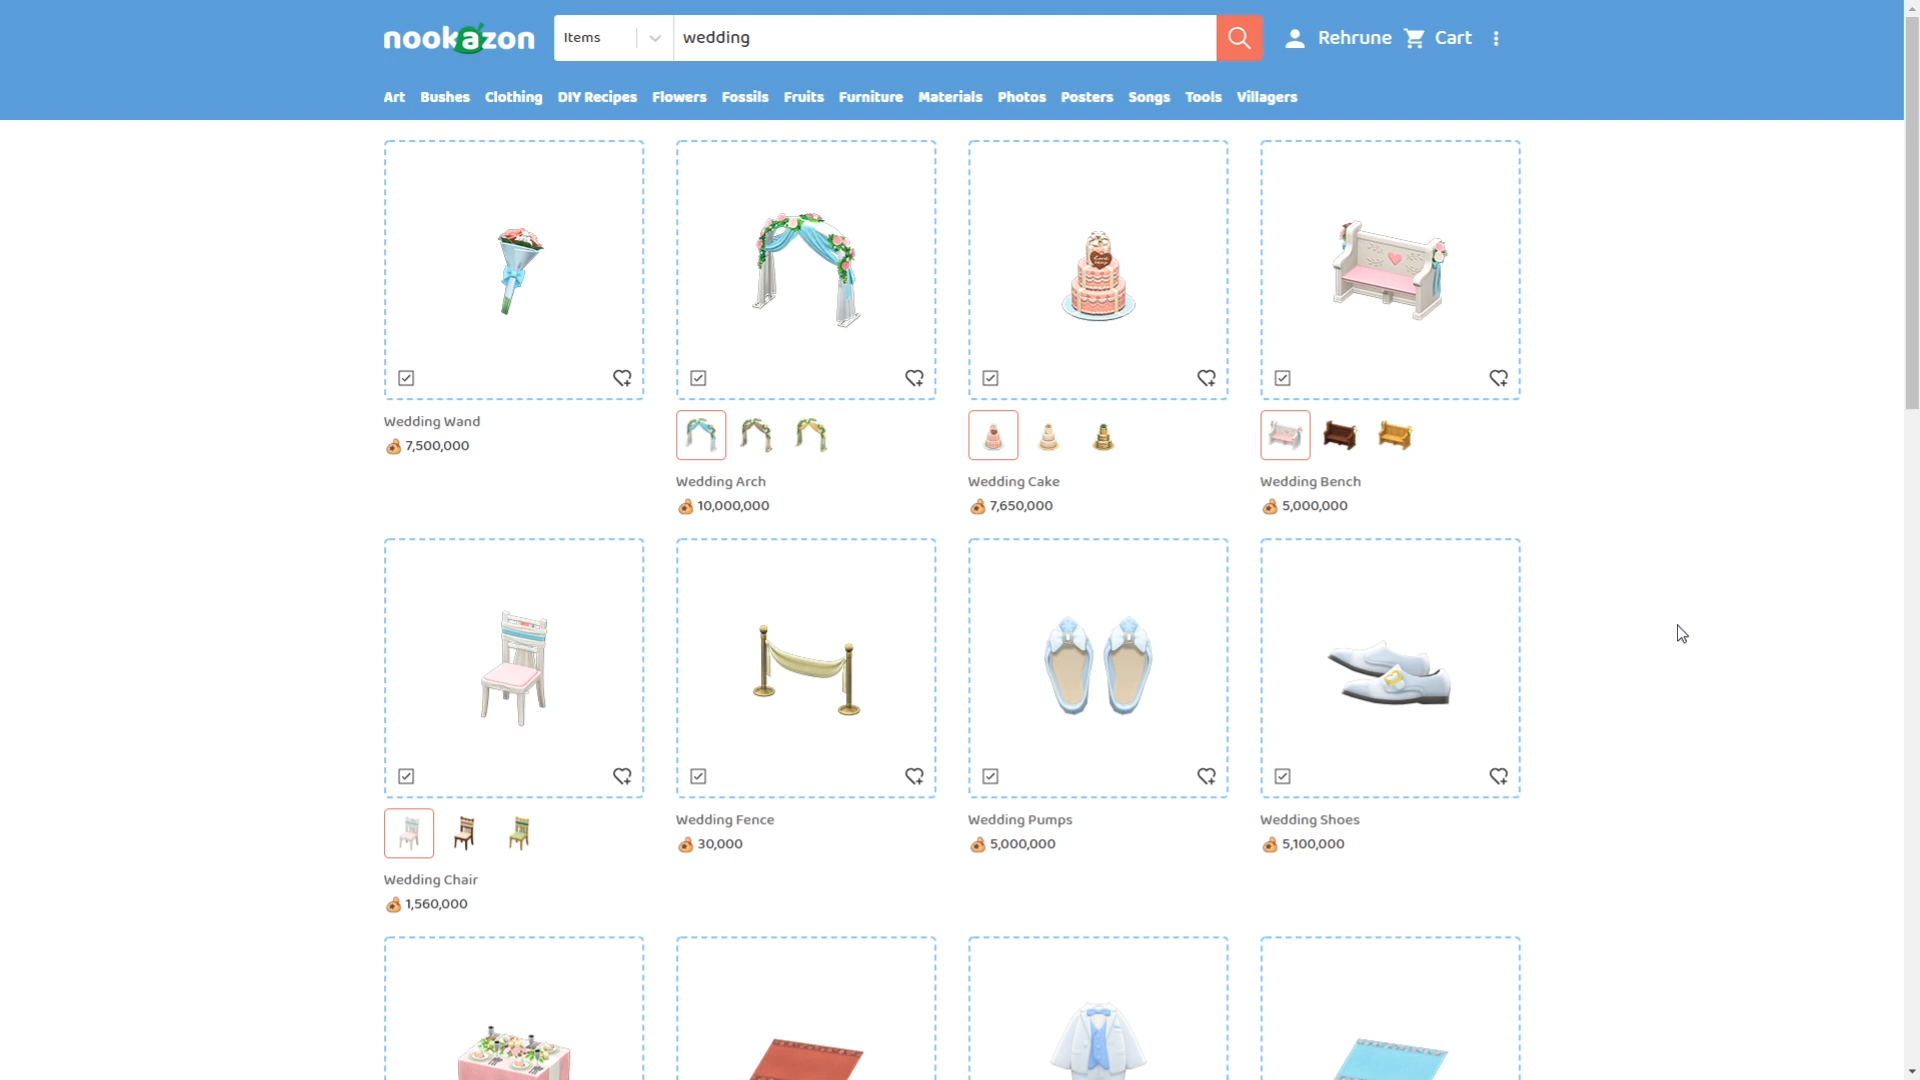 nookazon
Items
wedding
Rehrune
Cart
Art Bushes Clothing DIY Recipes Flowers Fossils Fruits Furniture Materials Photos Posters Songs Tools Villagers
Wedding Wand
7,500,000
Wedding Arch
10,000,000
Wedding Cake
7,650,000
Wedding Bench
5,000,000
Wedding Chair
1,560,000
Wedding Fence
30,000
Wedding Pumps
5,000,000
Wedding Shoes
5,100,000